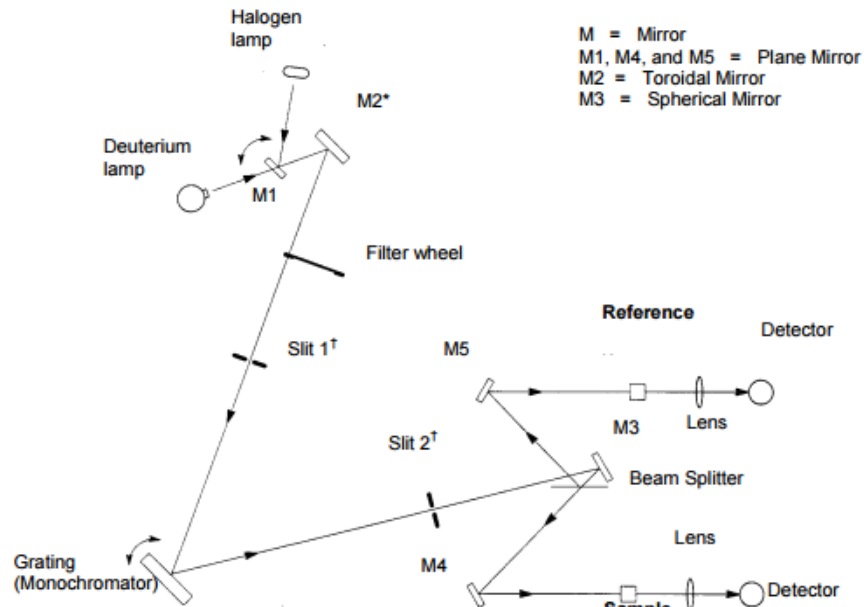 Halogen
lamp
M = Mirror
M1, M4, and M5 = Plane Mirror
M2 = Toroidal Mirror
M3 = Spherical Mirror
M2*
Deuterium
lamp
M1
Filter wheel
Reference
Detector
Slit 1†
M5
M3
Lens
Slit 2†
Beam Splitter
Lens
Grating
(Monochromator)
M4
Detector
Sample